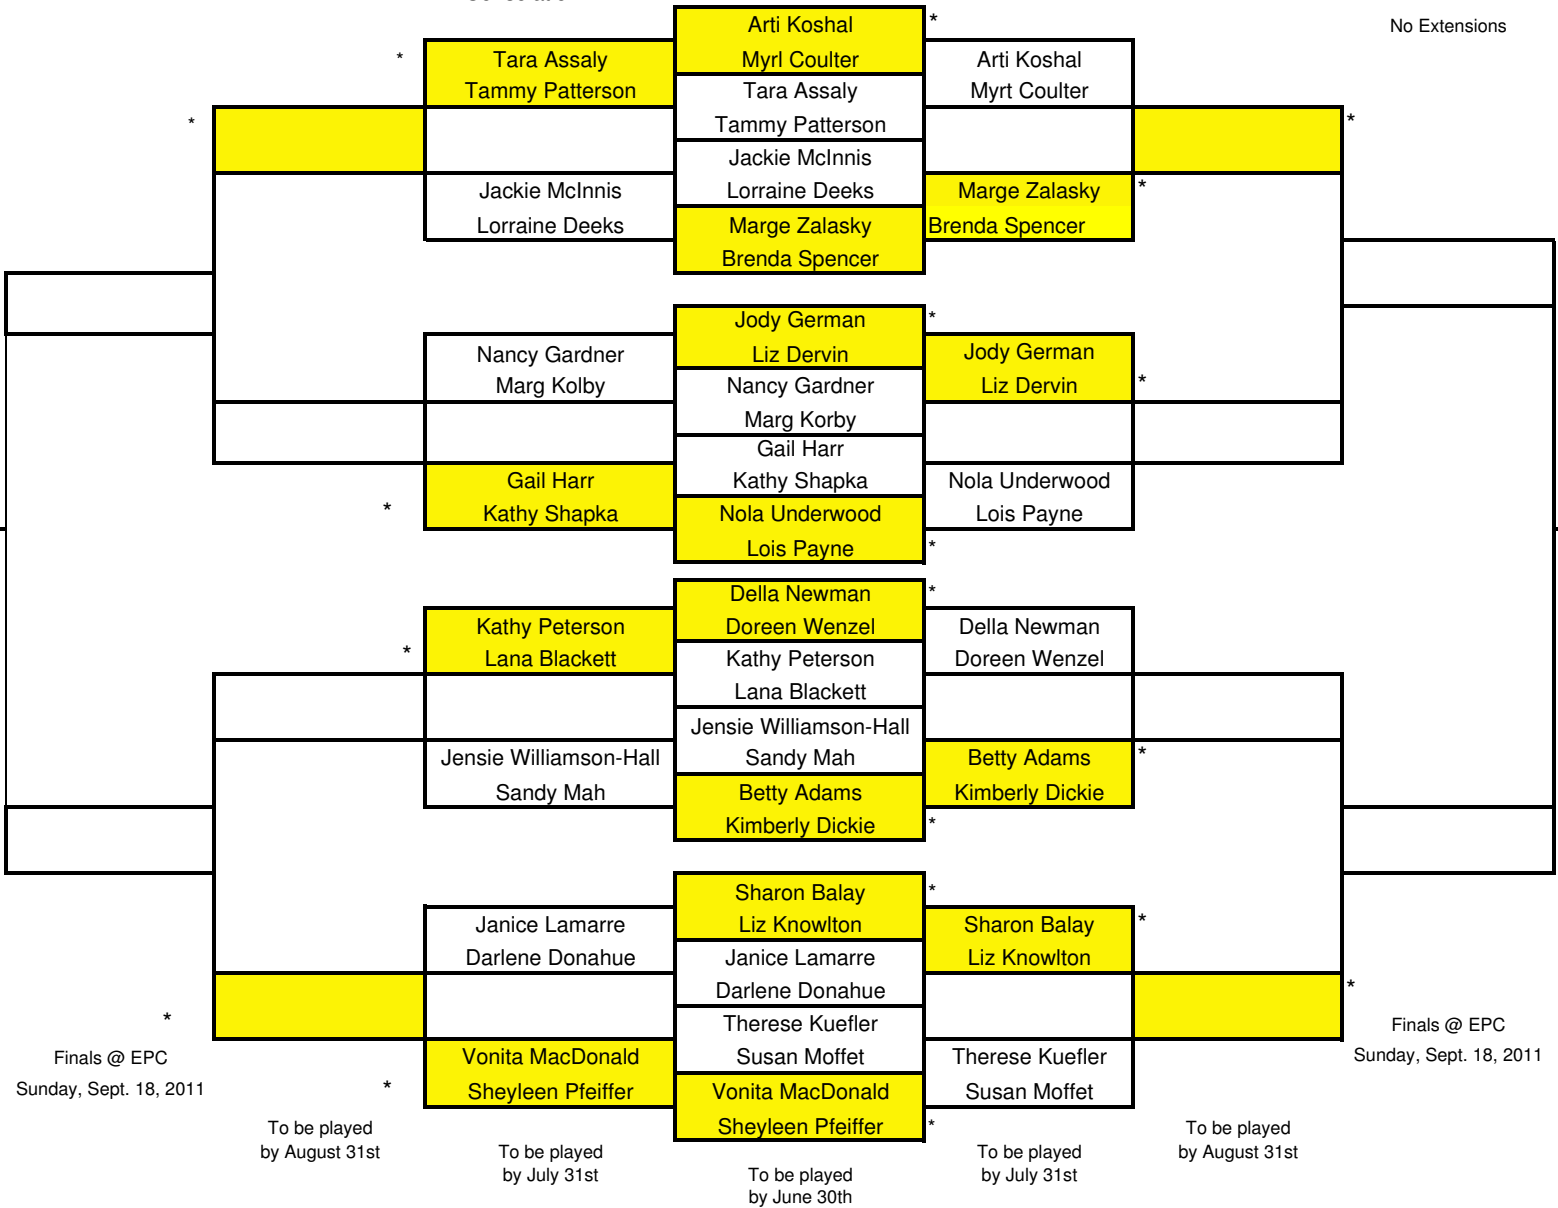 No Extensions
*
*
Tara Assaly
Tammy Patterson
*
Jackie McInnis
Lorraine Deeks
Nancy Gardner
Marg Kolby
Gail Harr
Kathy Shapka
*
Kathy Peterson
Lana Blackett
*
Jensie Williamson-Hall
Sandy Mah
Janice Lamarre
Darlene Donahue
*
Vonita MacDonald
Sheyleen Pfeiffer
*
Finals @ EPC
Sunday, Sept. 18, 2011
To be played
by August 31st
To be played
by July 31st
Arti Koshal
Myrl Coulter
Tara Assaly
Tammy Patterson
Jackie McInnis
Lorraine Deeks
Marge Zalasky
Brenda Spencer
Jody German
*
Liz Dervin
Nancy Gardner
Marg Korby
Gail Harr
Kathy Shapka
Nola Underwood
Lois Payne
*
Della Newman
*
Doreen Wenzel
Kathy Peterson
Lana Blackett
Jensie Williamson-Hall
Sandy Mah
Betty Adams
Kimberly Dickie
*
Sharon Balay
*
Liz Knowlton
Janice Lamarre
Darlene Donahue
Therese Kuefler
Susan Moffet
Vonita MacDonald
Sheyleen Pfeiffer
*
To be played
by June 30th
Arti Koshal
Myrt Coulter
Marge Zalasky
*
Brenda Spencer
Jody German
Liz Dervin
*
Nola Underwood
Lois Payne
Della Newman
Doreen Wenzel
Betty Adams
*
Kimberly Dickie
Sharon Balay
*
Liz Knowlton
Therese Kuefler
Susan Moffet
To be played
by July 31st
*
*
To be played
by August 31st
Finals @ EPC
Sunday, Sept. 18, 2011